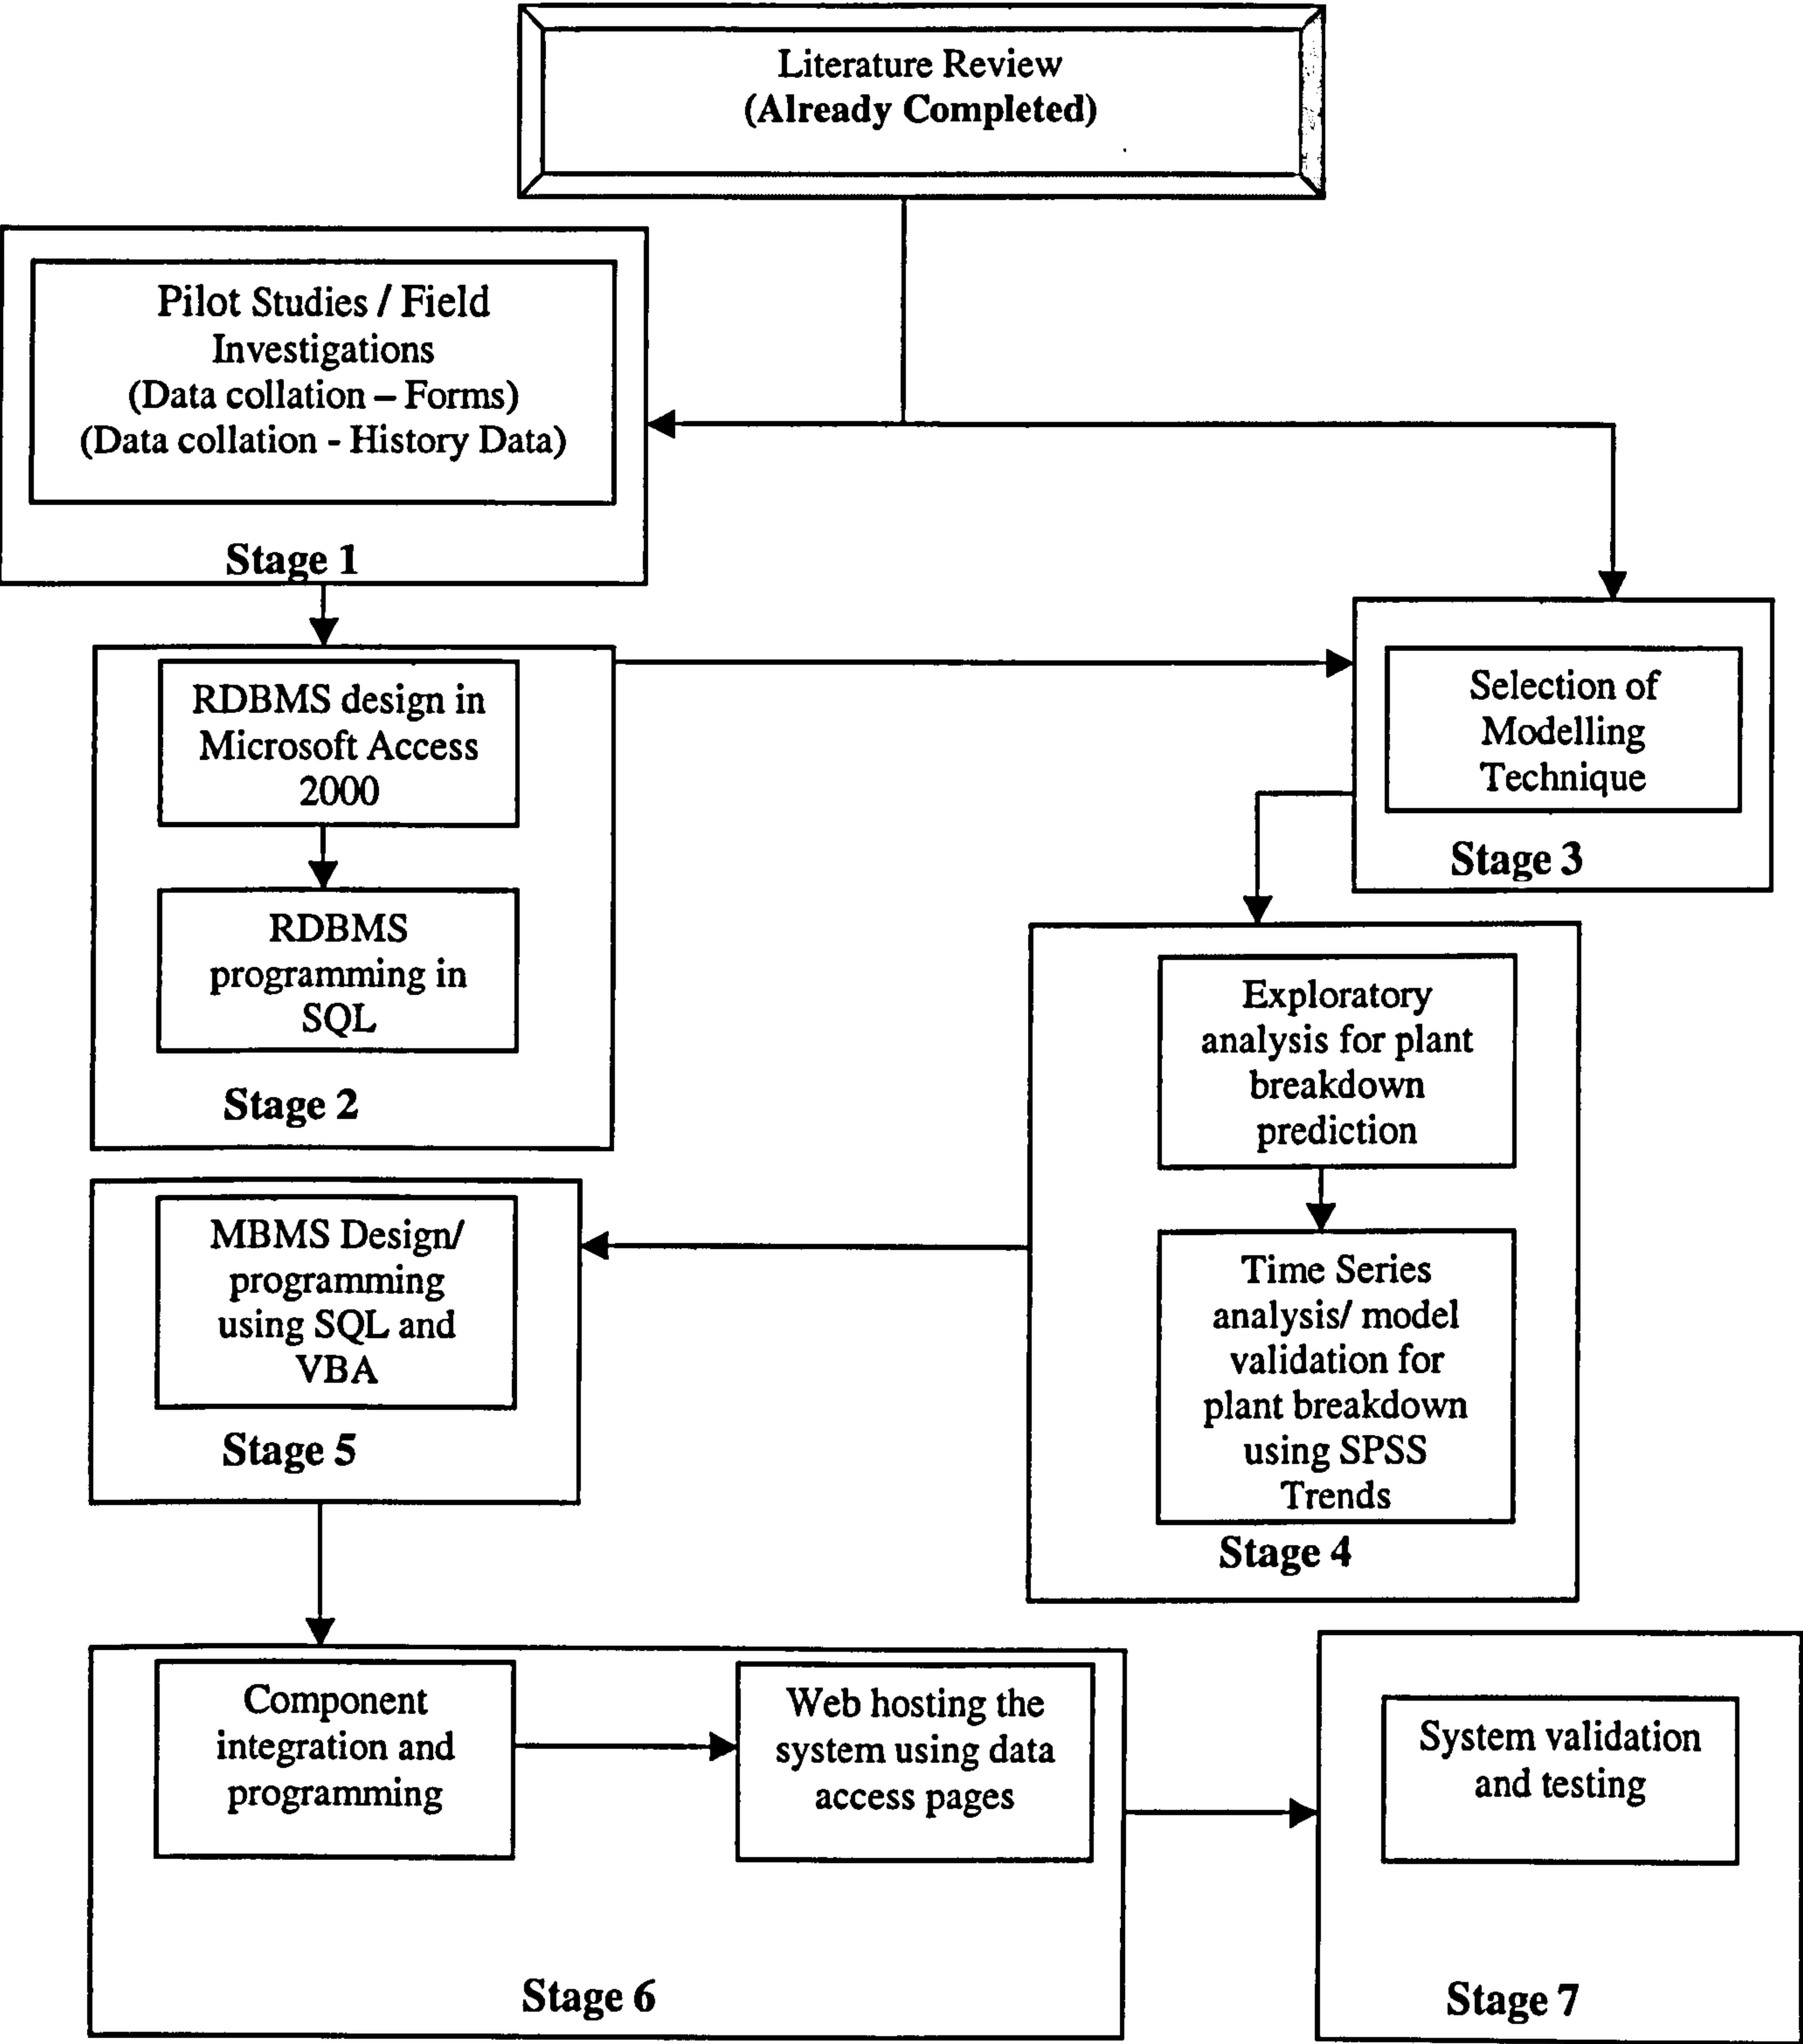 Literature Review
(Already Completed)
Pilot Studies / Field
Investigations
(Data collation – Forms)
(Data collation - History Data)
Stage 1
RDBMS design in
Microsoft Access
2000
RDBMS
programming in
SQL
Stage 2
Selection of
Modelling
Technique
Stage 3
Exploratory
analysis for plant
breakdown
prediction
Time Series
analysis/ model
validation for
plant breakdown
using SPSS
Trends
Stage 4
MBMS Design/
programming
using SQL and
VBA
Stage 5
Component
integration and
programming
Web hosting the
system using data
access pages
Stage 6
System validation
and testing
Stage 7